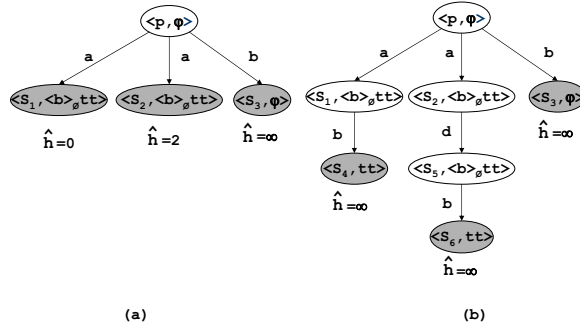 <p,φ>
a a b
<S₁,<b>ₒ̸tt> <S₂,<b>ₒ̸tt> <S₃,φ>
ĥ=0 ĥ=2 ĥ=∞
(a)
<p,φ>
a a b
<S₁,<b>ₒ̸tt> <S₂,<b>ₒ̸tt> <S₃,φ>
b d ĥ=∞
<S₄,tt> <S₅,<b>ₒ̸tt>
ĥ=∞ b
<S₆,tt>
ĥ=∞
(b)